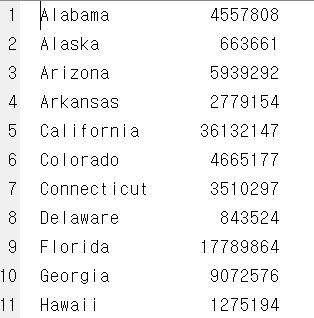 1 Alabama 4557808
2 Alaska 663661
3 Arizona 5939292
4 Arkansas 2779154
5 California 36132147
6 Colorado 4665177
7 Connecticut 3510297
8 Delaware 843524
9 Florida 17789864
10 Georgia 9072576
11 Hawaii 1275194